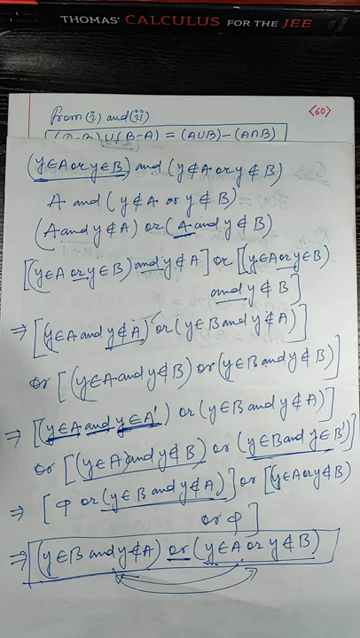 THOMAS' CALCULUS FOR THE JEE
From (i) and (ii) <60>
(A-B)U(B-A) = (AUB)-(A∩B)
(y∈A or y∈B) and (y∉A or y∉B)
A and (y∉A or y∉B)
(A and y∉A) or (A and y∉B)
[(y∈A or y∈B) and y∉A] or [(y∈A or y∈B)
and y∉B]
⇒ [(y∈A and y∉A) or (y∈B and y∉A)]
or [(y∈A and y∉B) or (y∈B and y∉B)]
⇒ [(y∈A and y∈A') or (y∈B and y∉A)]
or [(y∈A and y∉B) or (y∈B and y∈B')]
⇒ [φ or (y∈B and y∉A)] or [(y∈A or y∉B)
or φ]
⇒ (y∈B and y∉A) or (y∈A or y∉B)